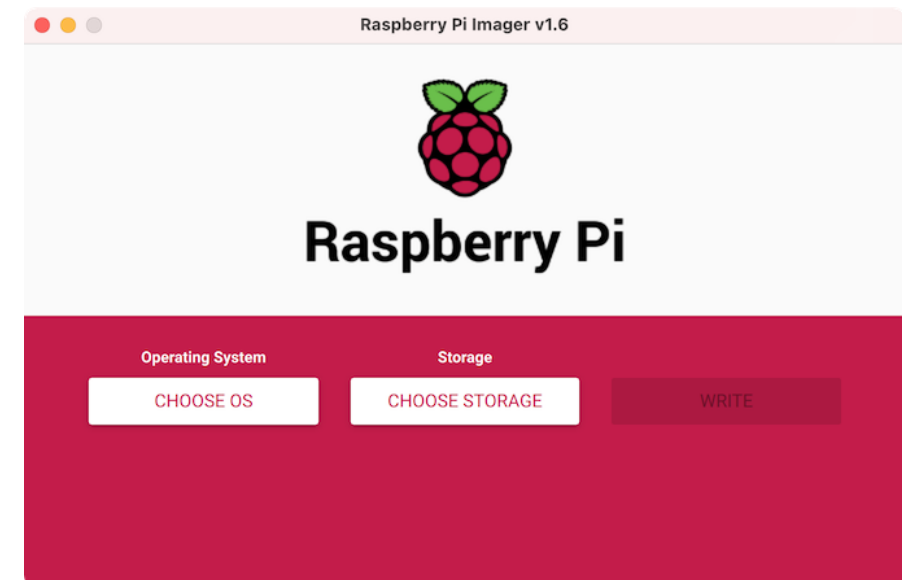 Raspberry Pi Imager v1.6
Raspberry Pi
Operating System
Storage
CHOOSE OS
CHOOSE STORAGE
WRITE